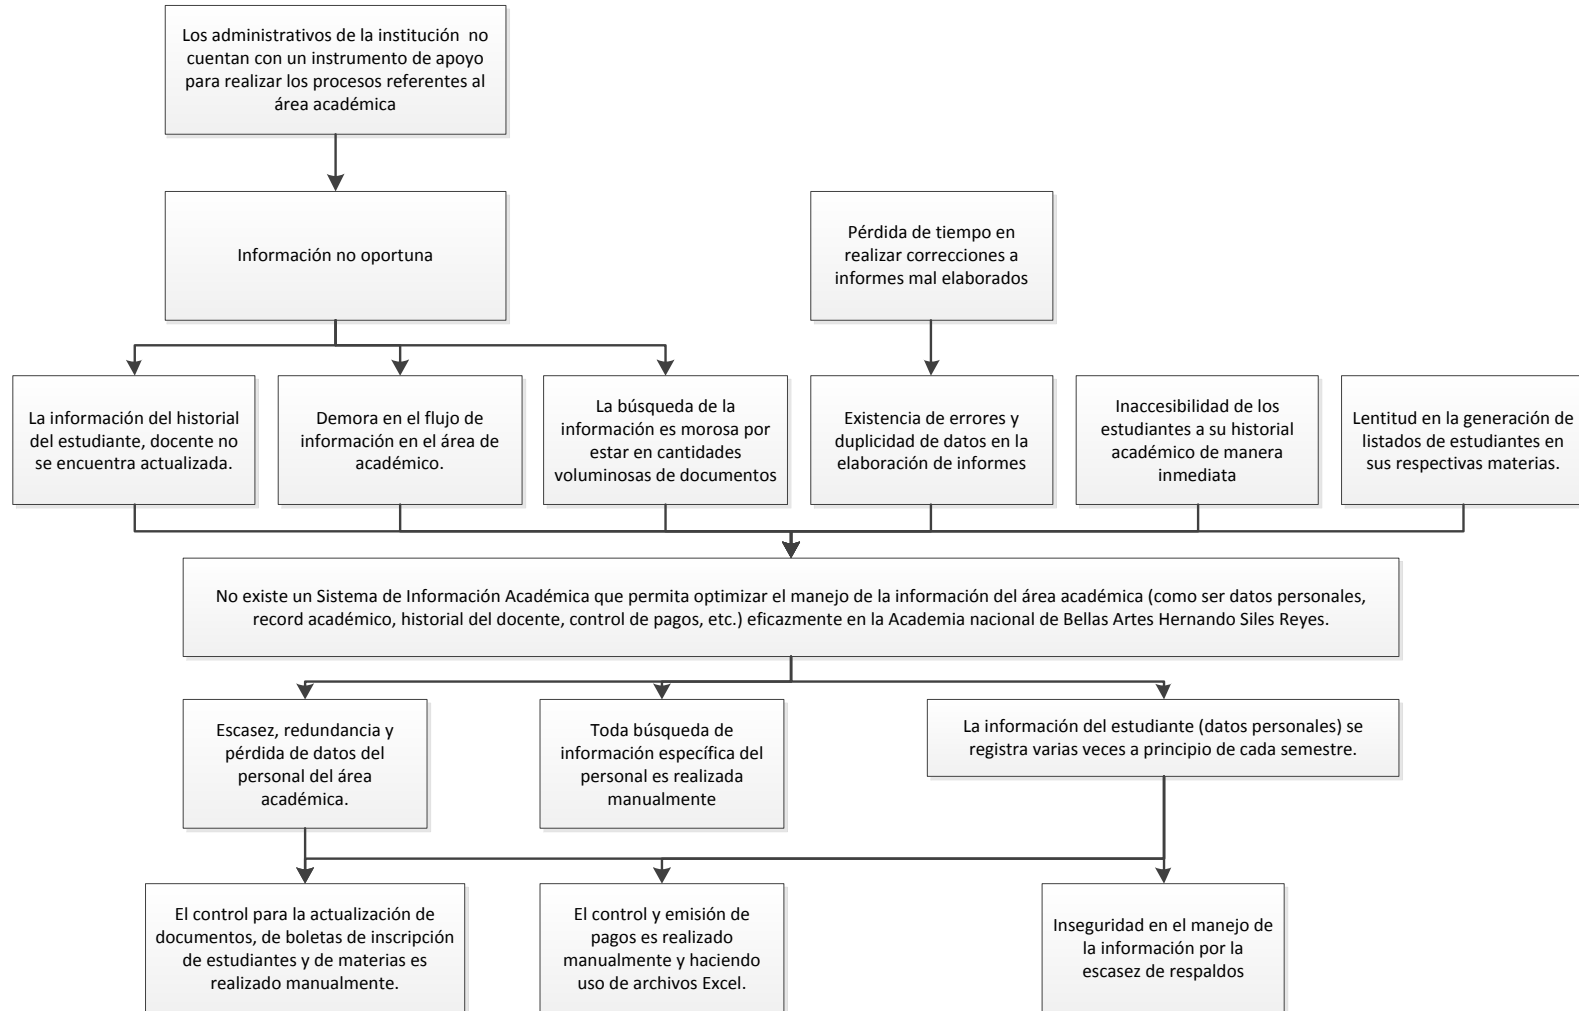 Los administrativos de la institución  no
cuentan con un instrumento de apoyo
para realizar los procesos referentes al
área académica
Información no oportuna
Pérdida de tiempo en
realizar correcciones a
informes mal elaborados
La información del historial
del estudiante, docente no
se encuentra actualizada.
Demora en el flujo de
información en el área de
académico.
La búsqueda de la
información es morosa por
estar en cantidades
voluminosas de documentos
Existencia de errores y
duplicidad de datos en la
elaboración de informes
Inaccesibilidad de los
estudiantes a su historial
académico de manera
inmediata
Lentitud en la generación de
listados de estudiantes en
sus respectivas materias.
No existe un Sistema de Información Académica que permita optimizar el manejo de la información del área académica (como ser datos personales,
record académico, historial del docente, control de pagos, etc.) eficazmente en la Academia nacional de Bellas Artes Hernando Siles Reyes.
Escasez, redundancia y
pérdida de datos del
personal del área
académica.
Toda búsqueda de
información específica del
personal es realizada
manualmente
La información del estudiante (datos personales) se
registra varias veces a principio de cada semestre.
El control para la actualización de
documentos, de boletas de inscripción
de estudiantes y de materias es
realizado manualmente.
El control y emisión de
pagos es realizado
manualmente y haciendo
uso de archivos Excel.
Inseguridad en el manejo de
la información por la
escasez de respaldos